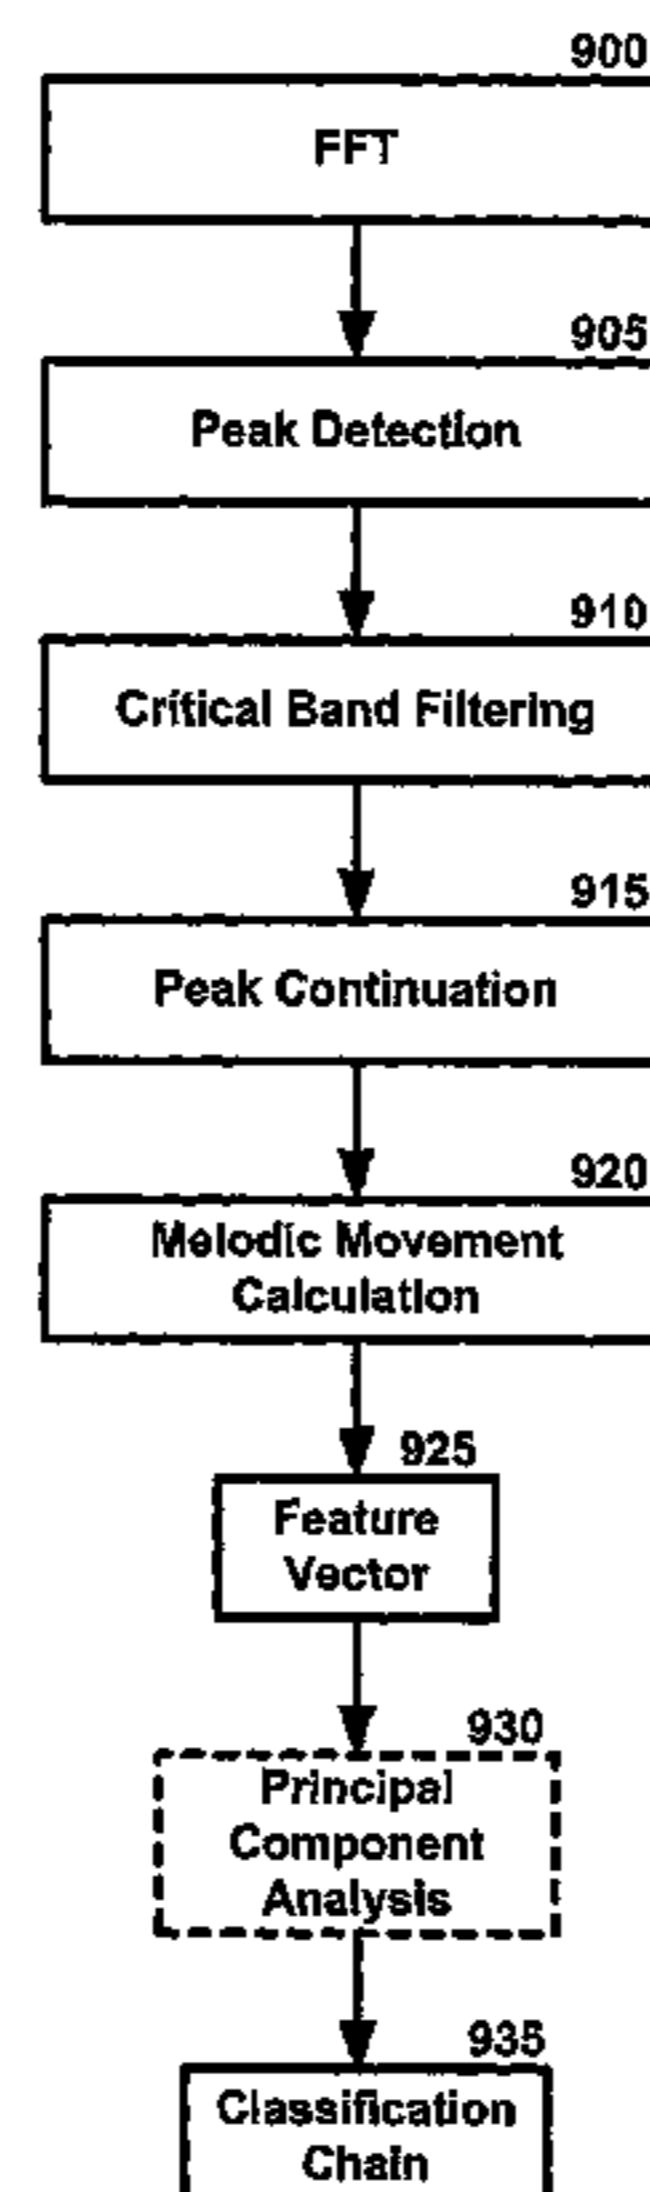 900
FFT
905
Peak Detection
910
Critical Band Filtering
915
Peak Continuation
920
Melodic Movement
Calculation
925
Feature
Vector
930
Principal
Component
Analysis
935
Classification
Chain